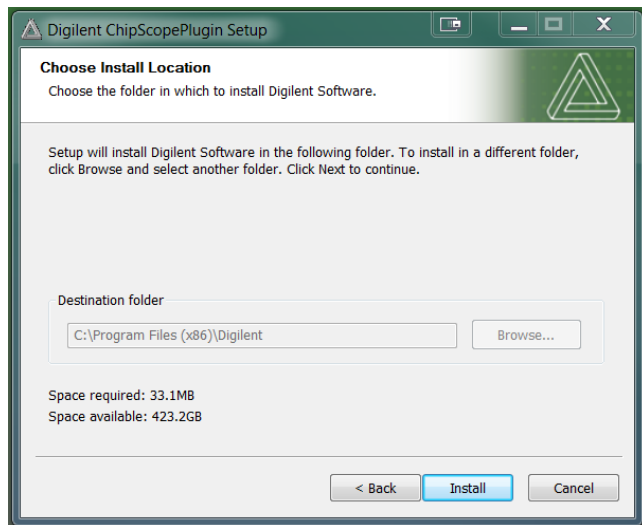 Digilent ChipScopePlugin Setup
Choose Install Location
Choose the folder in which to install Digilent Software.
Setup will install Digilent Software in the following folder. To install in a different folder,
click Browse and select another folder. Click Next to continue.
Destination folder
C:\Program Files (x86)\Digilent
Browse...
Space required: 33.1MB
Space available: 423.2GB
< Back
Install
Cancel